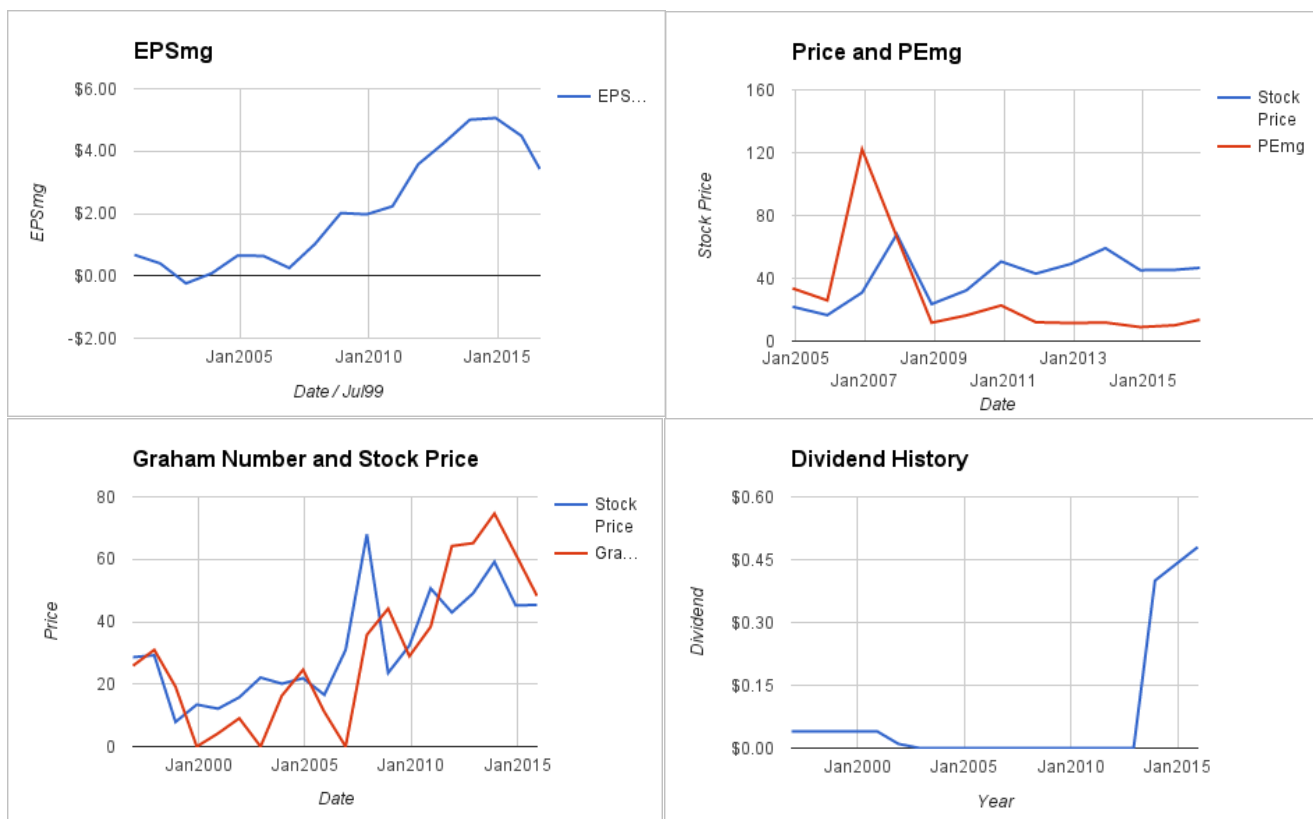 EPSmg
$6.00
$4.00
$2.00
$0.00
-$2.00
EPSmg
Jan2005
Jan2010
Jan2015
Date / Jul99
EPS...
Price and PEmg
160
120
80
40
0
Stock Price
Jan2005
Jan2007
Jan2009
Jan2011
Jan2013
Jan2015
Date
Stock
Price
PEmg
Graham Number and Stock Price
80
60
40
20
0
Price
Jan2000
Jan2005
Jan2010
Jan2015
Date
Stock
Price
Gra...
Dividend History
$0.60
$0.45
$0.30
$0.15
$0.00
Dividend
Jan2000
Jan2005
Jan2010
Jan2015
Year